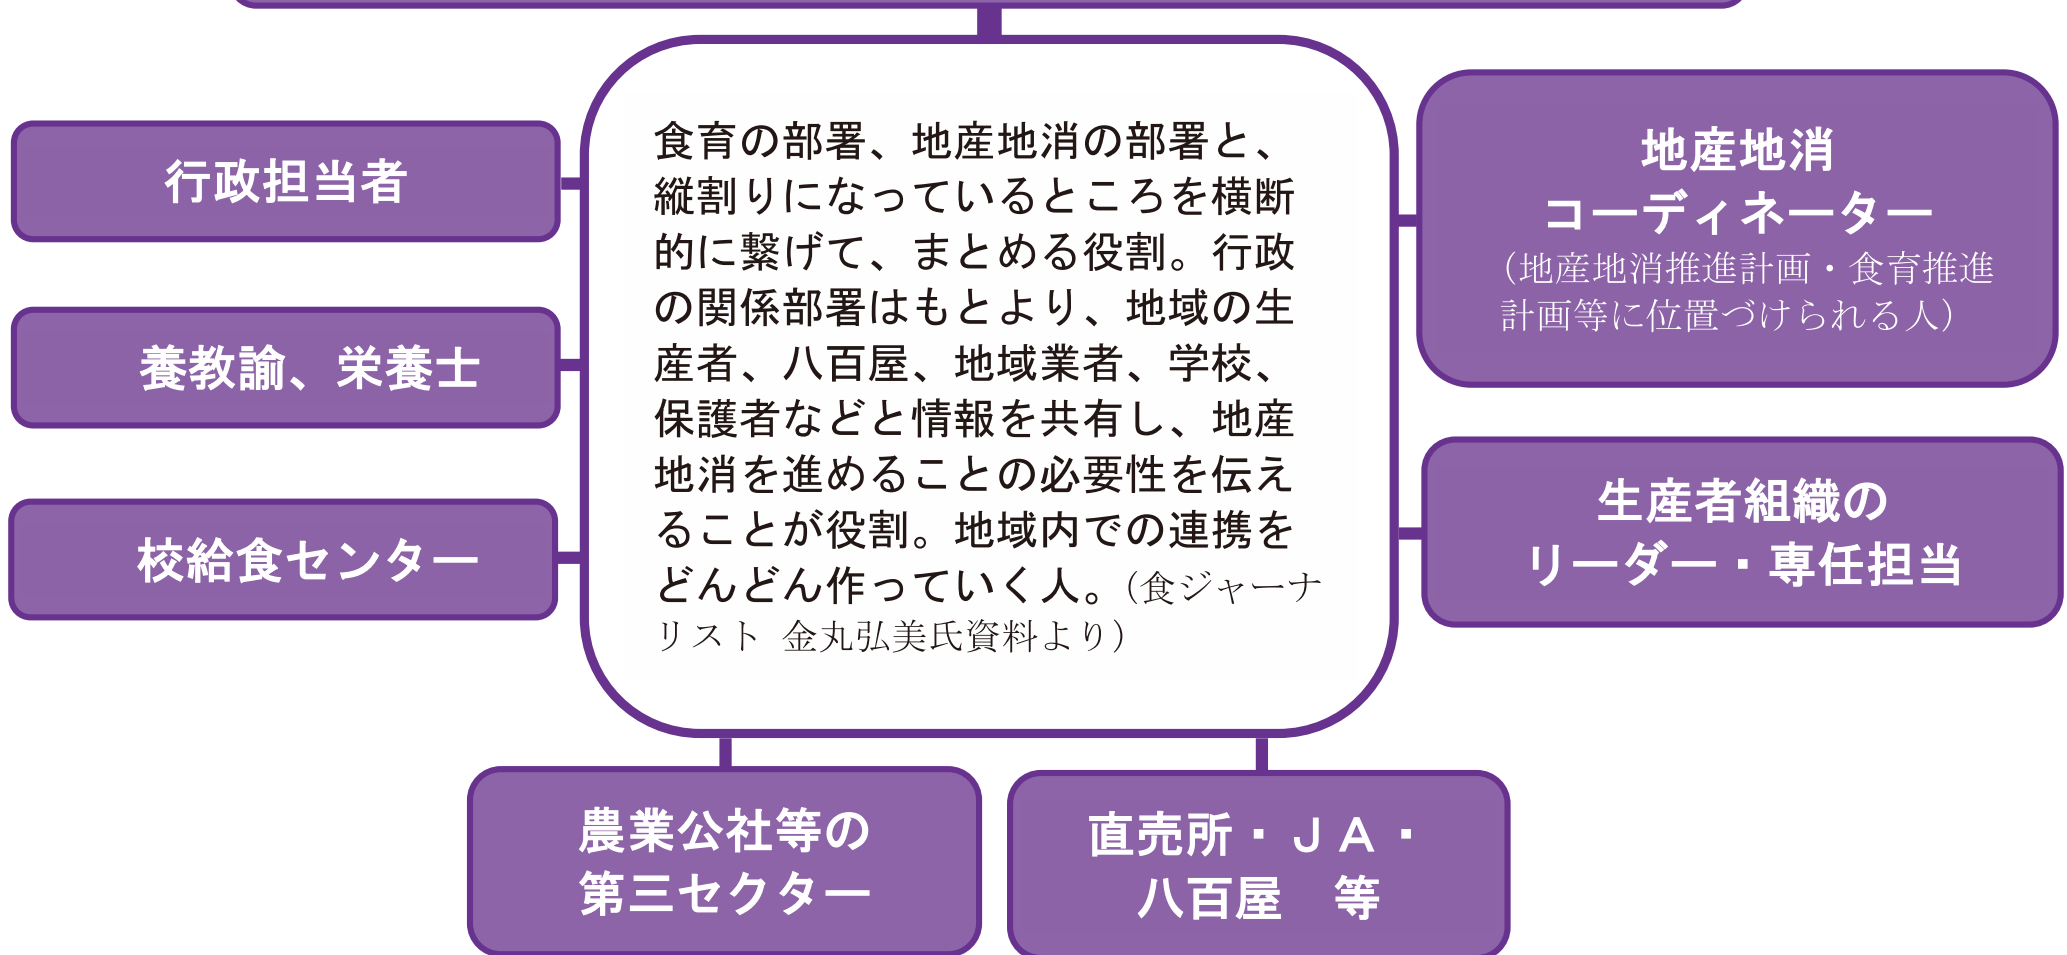 行政担当者
養教諭、栄養士
校給食センター
食育の部署、地産地消の部署と、
縦割りになっているところを横断
的に繋げて、まとめる役割。行政
の関係部署はもとより、地域の生
産者、八百屋、地域業者、学校、
保護者などと情報を共有し、地産
地消を進めることの必要性を伝え
ることが役割。地域内での連携を
どんどん作っていく人。（食ジャーナ
リスト 金丸弘美氏資料より）
地産地消
コーディネーター
（地産地消推進計画・食育推進
計画等に位置づけられる人）
生産者組織の
リーダー・専任担当
農業公社等の
第三セクター
直売所・ＪＡ・
八百屋　等